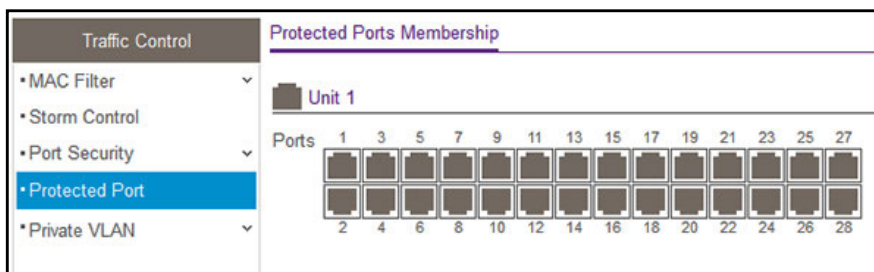 Traffic Control
• MAC Filter
• Storm Control
• Port Security
• Protected Port
• Private VLAN
Protected Ports Membership
Unit 1
Ports 1 3 5 7 9 11 13 15 17 19 21 23 25 27
2 4 6 8 10 12 14 16 18 20 22 24 26 28